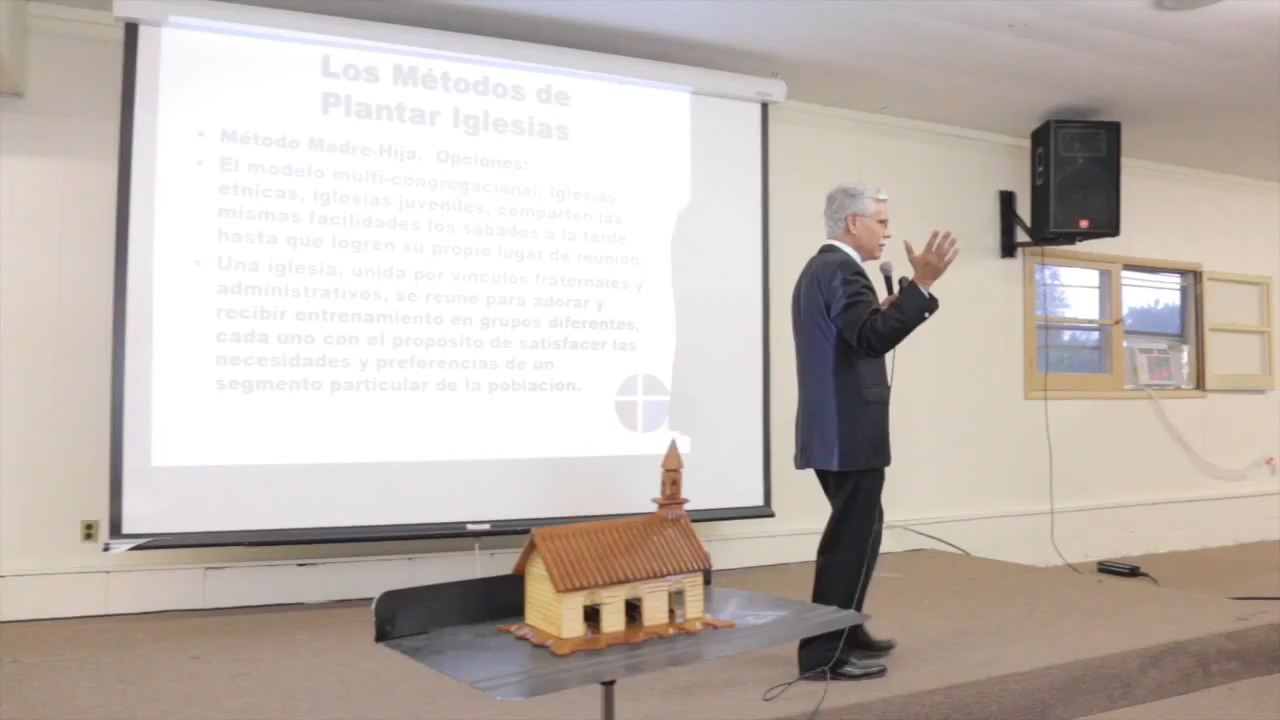 Los Métodos de
Plantar Iglesias
• Método Madre-Hija. Opciones:
• El modelo multi-congregacional, Iglesias
etnicas, iglesias juveniles, comparten las
mismas facilidades los sabados a la tarde
hasta que logren su propio lugar de reunión.
• Una iglesia, unida por vinculos fraternales y
administrativos, se reune para adorar y
recibir entrenamiento en grupos diferentes,
cada uno con el proposito de satisfacer las
necesidades y preferencias de un
segmento particular de la población.